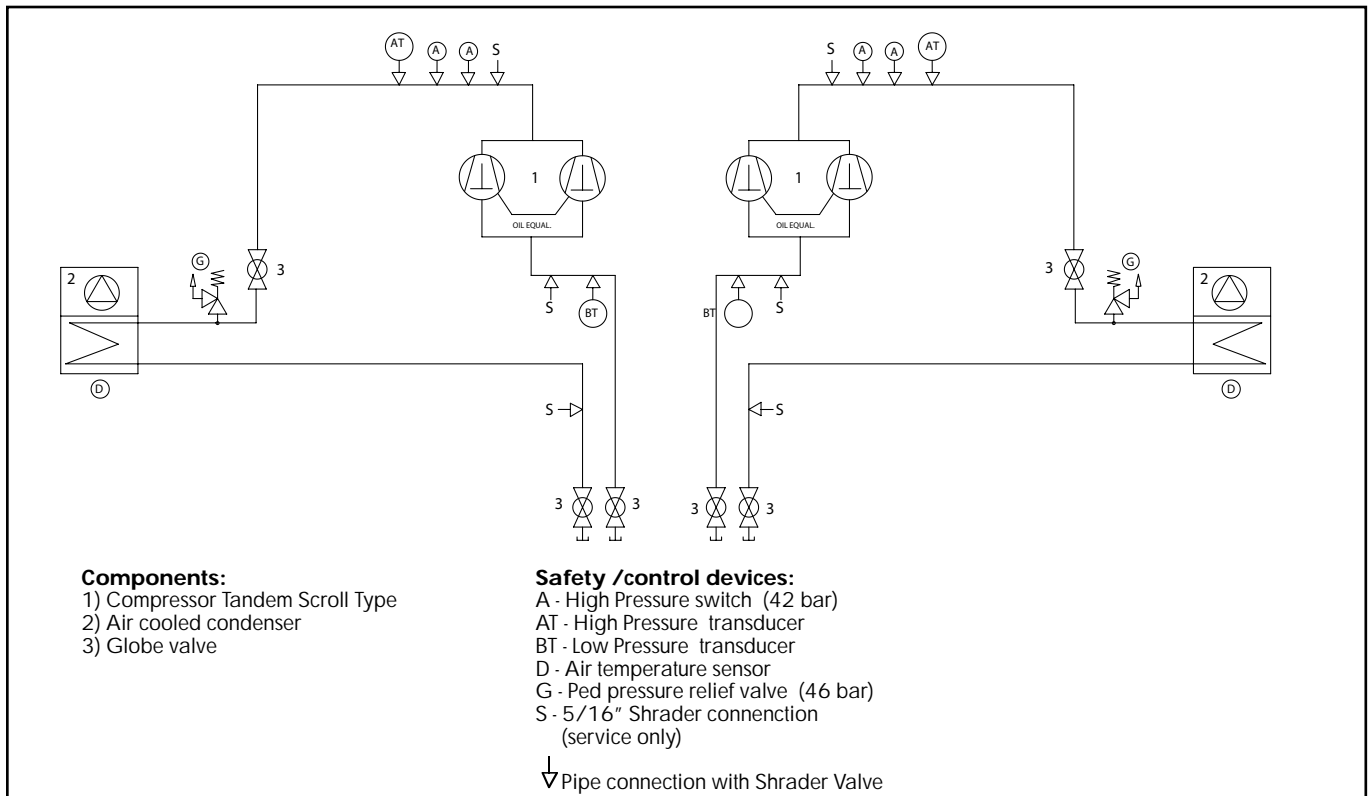 AT A A S
S A A AT
1
1
OIL EQUAL.
OIL EQUAL.
G
3
3
G
2
2
S
BT
BT
S
D
D
S
S
3
3
3
3
Components:
1) Compressor Tandem Scroll Type
2) Air cooled condenser
3) Globe valve
Safety /control devices:
A - High Pressure switch (42 bar)
AT - High Pressure transducer
BT - Low Pressure transducer
D - Air temperature sensor
G - Ped pressure relief valve (46 bar)
S - 5/16" Shrader connenction
(service only)
Pipe connection with Shrader Valve